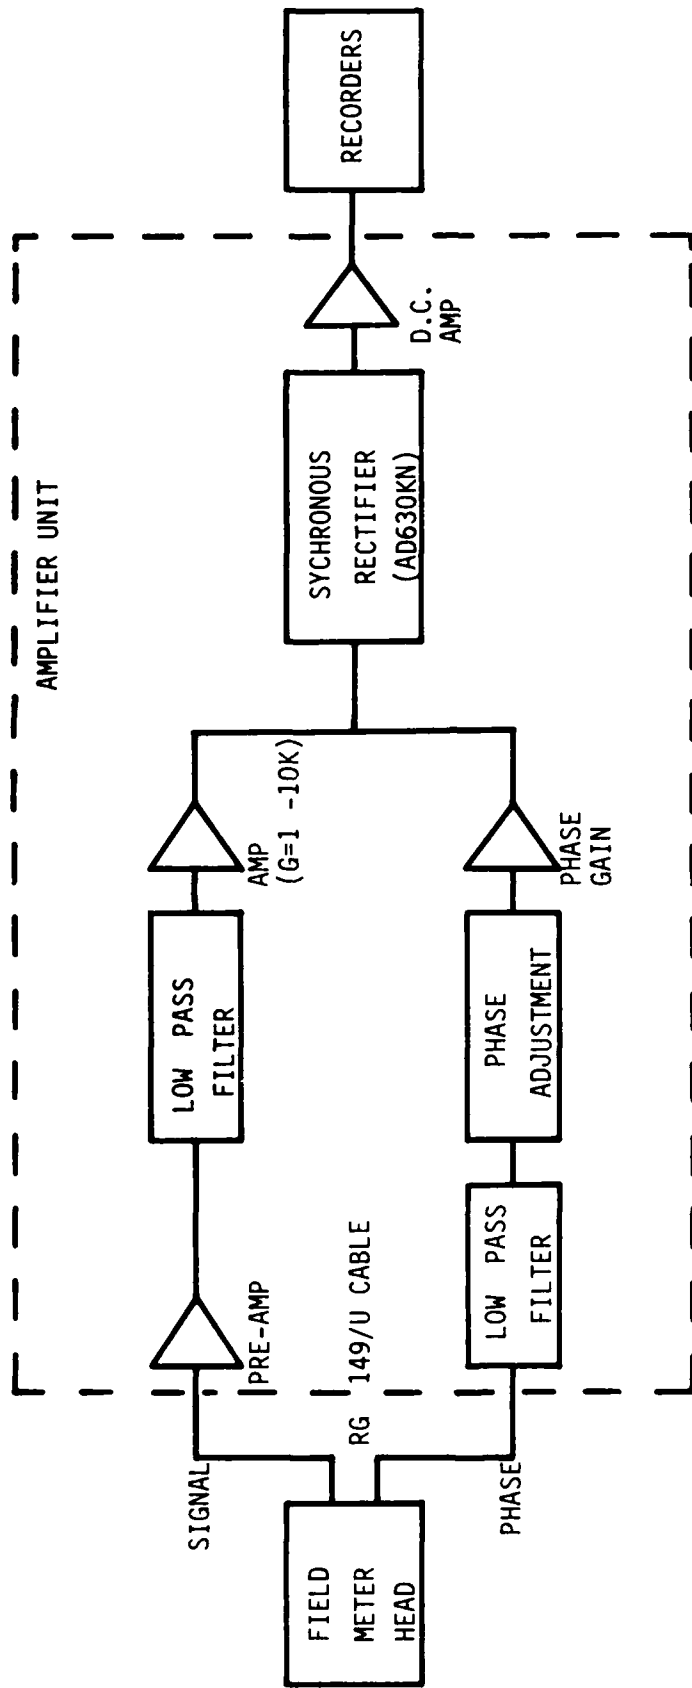 AMPLIFIER UNIT
FIELD
METER
HEAD
SIGNAL
PHASE
RG 149/U CABLE
PRE-AMP
LOW PASS
FILTER
AMP
(G=1 -10K)
LOW PASS
FILTER
PHASE
ADJUSTMENT
PHASE
GAIN
SYCHRONOUS
RECTIFIER
(AD630KN)
D.C.
AMP
RECORDERS